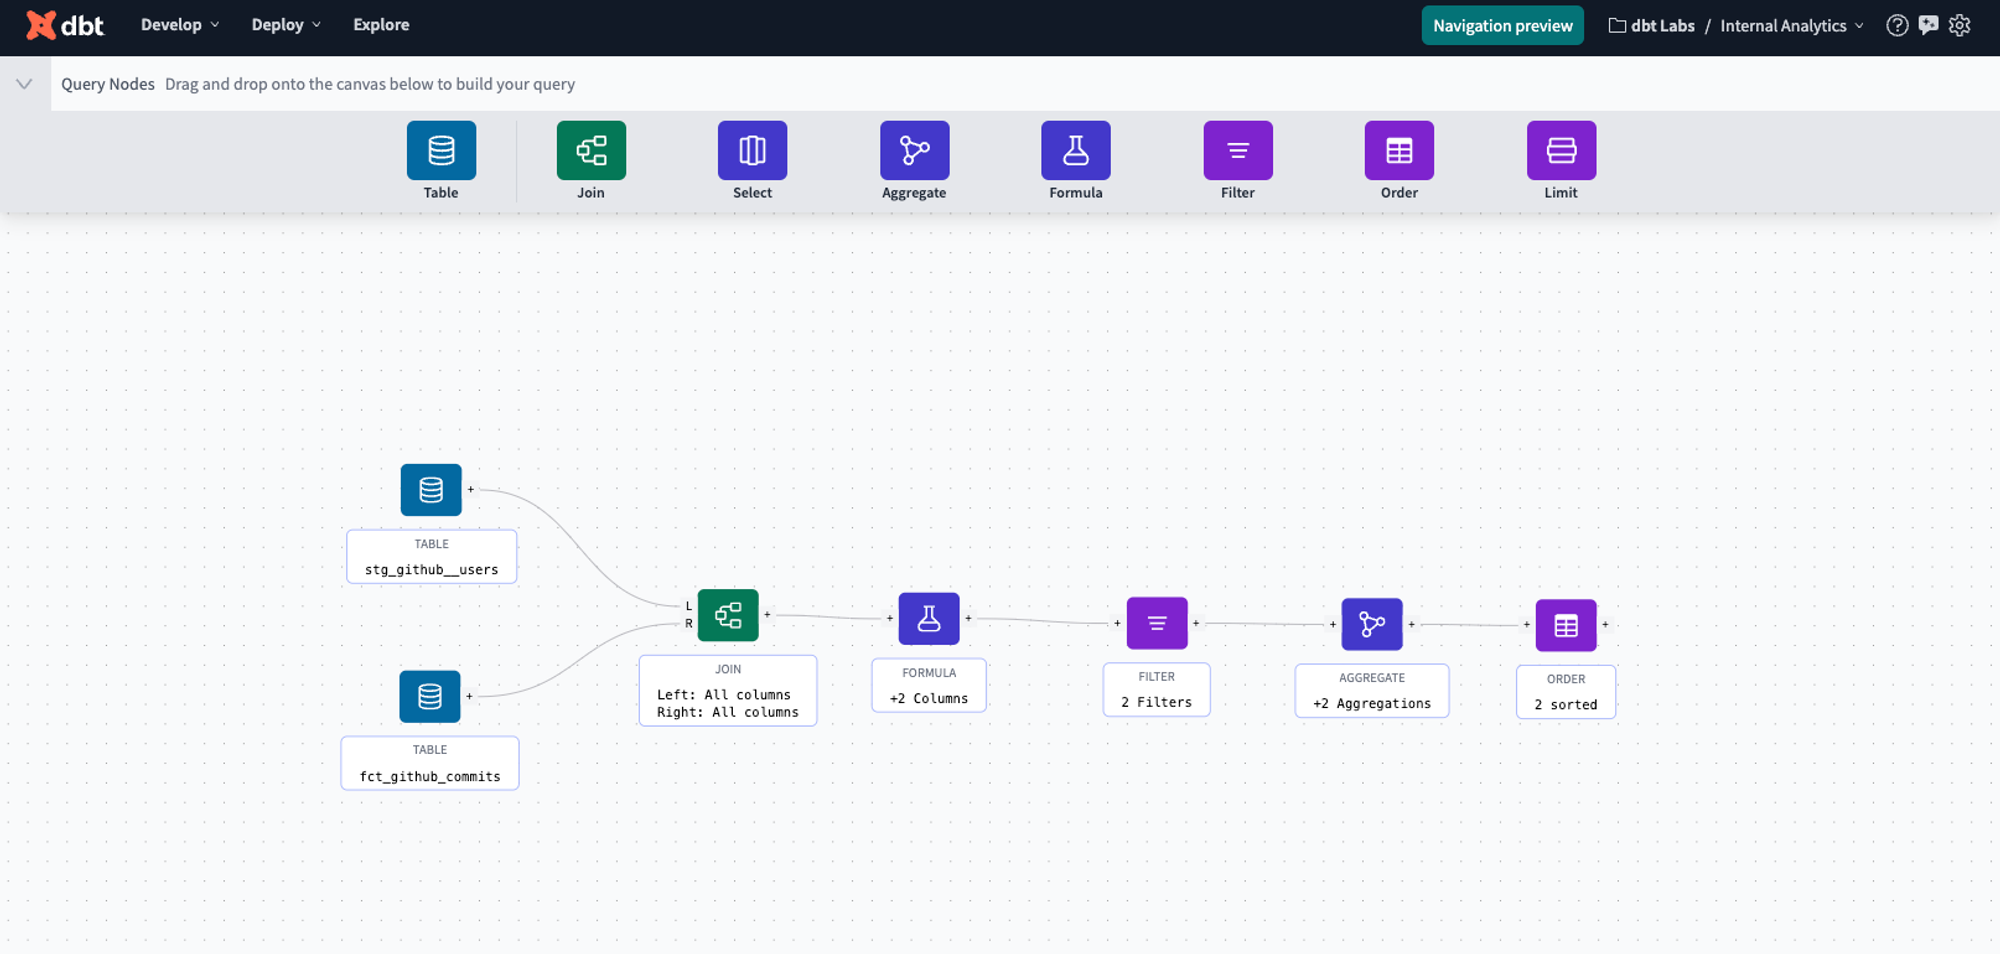 dbt Develop Deploy Explore Navigation preview dbt Labs / Internal Analytics
Query Nodes Drag and drop onto the canvas below to build your query
Table Join Select Aggregate Formula Filter Order Limit
+
TABLE
stg_github__users
L
R
+
+
TABLE
fct_github_commits
JOIN
Left: All columns
Right: All columns
+ +
FORMULA
+2 Columns
+ +
FILTER
2 Filters
+ +
AGGREGATE
+2 Aggregations
+ +
ORDER
2 sorted